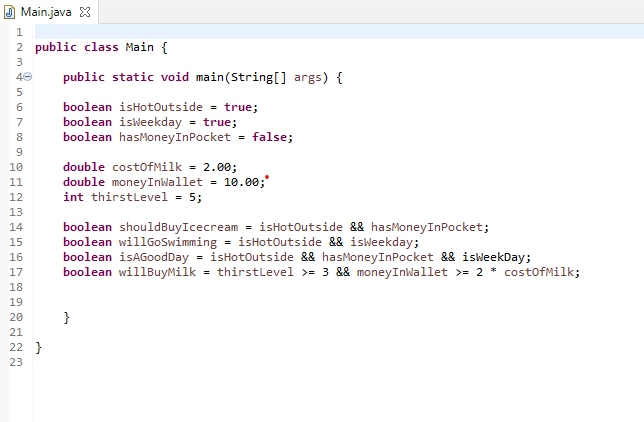 Main.java
1
2 public class Main {
3
4 public static void main(String[] args) {
5
6 boolean isHotOutside = true;
7 boolean isWeekday = true;
8 boolean hasMoneyInPocket = false;
9
10 double costOfMilk = 2.00;
11 double moneyInWallet = 10.00;
12 int thirstLevel = 5;
13
14 boolean shouldBuyIcecream = isHotOutside && hasMoneyInPocket;
15 boolean willGoSwimming = isHotOutside && isWeekday;
16 boolean isAGoodDay = isHotOutside && hasMoneyInPocket && isWeekDay;
17 boolean willBuyMilk = thirstLevel >= 3 && moneyInWallet >= 2 * costOfMilk;
18
19
20 }
21
22 }
23